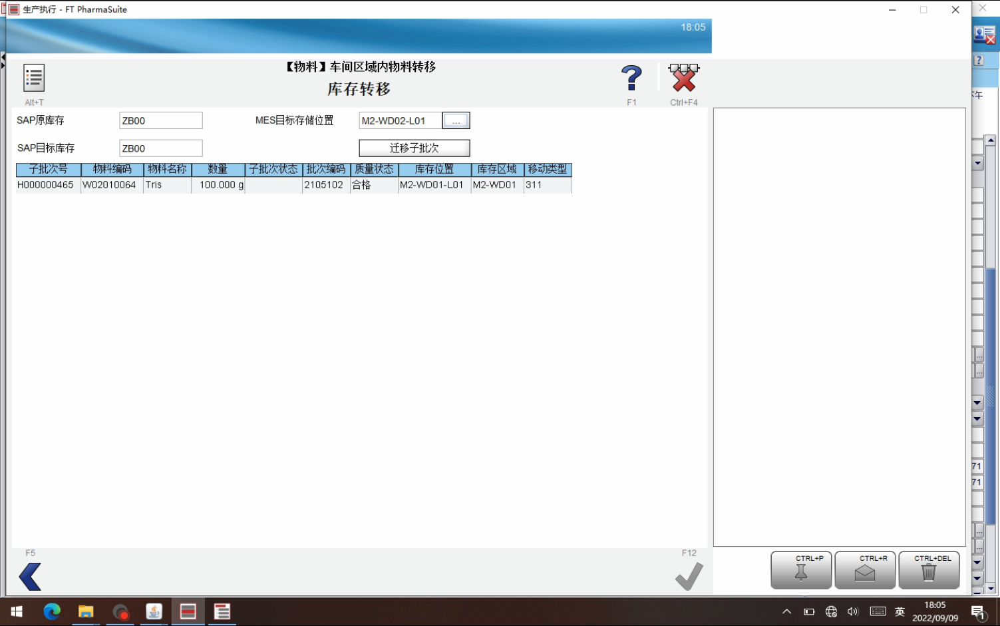 生产执行 - FT PharmaSuite
18:05
【物料】车间区域内物料转移
库存转移
Alt+T
F1
Ctrl+F4
SAP原库存
ZB00
MES目标存储位置
M2-WD02-L01
...
SAP目标库存
ZB00
迁移子批次
子批次号 物料编码 物料名称 数量 子批次状态 批次编码 质量状态 库存位置 库存区域 移动类型
H000000465 W02010064 Tris 100.000 g 2105102 合格 M2-WD01-L01 M2-WD01 311
F5
F12
CTRL+P
CTRL+R
CTRL+DEL
71
71
英
18:05
2022/09/09
1